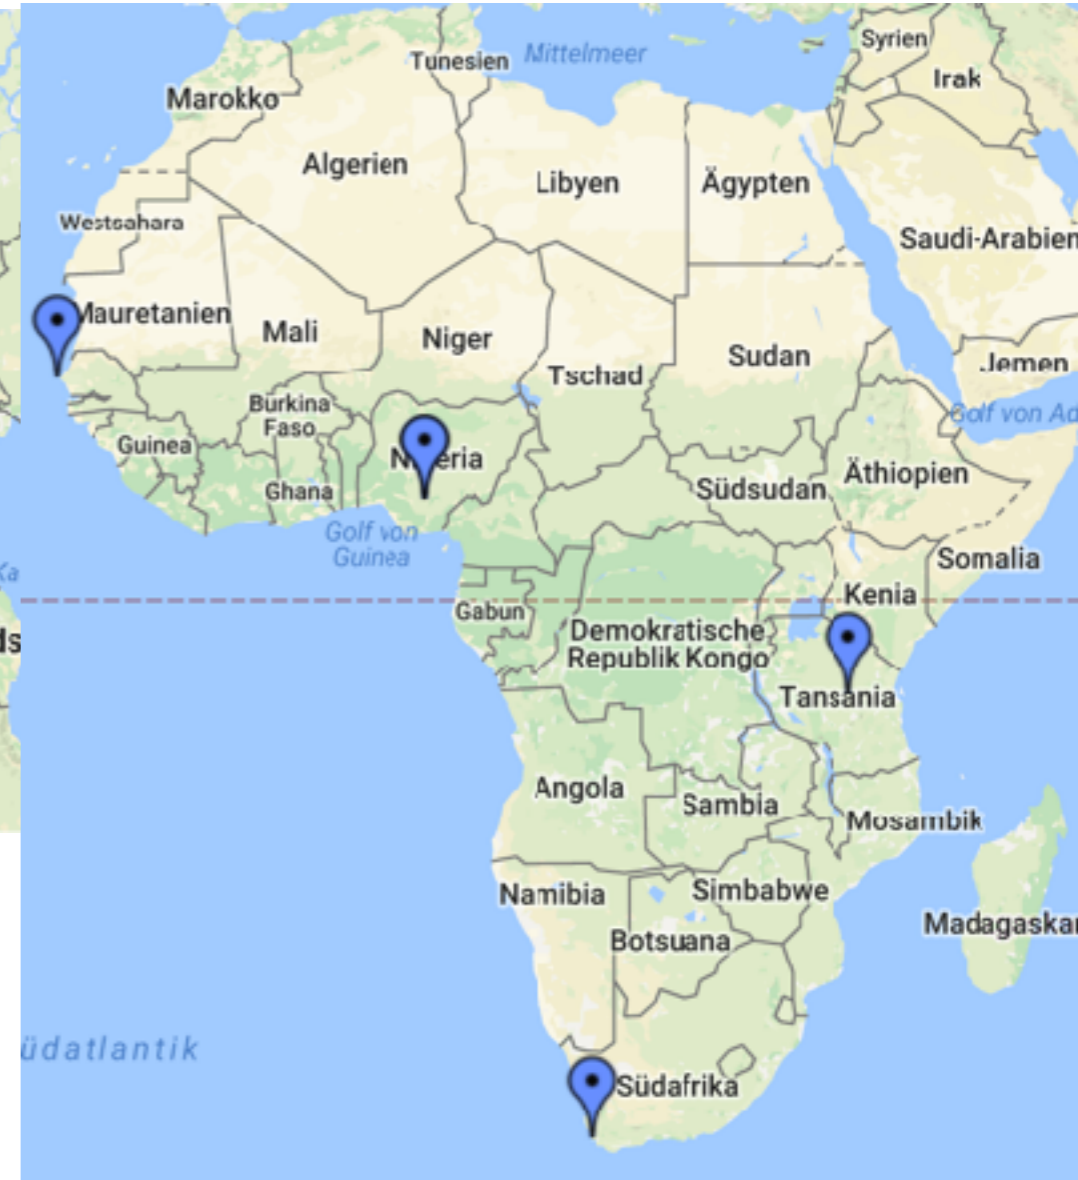 Syrien
Tunesien
Mittelmeer
Irak
Marokko
Algerien
Libyen
Ägypten
Westsahara
Saudi-Arabien
Mauretanien
Mali
Niger
Sudan
Jemen
Tschad
Burkina
Faso
Golf von Ad
Guinea
Äthiopien
Ghana
Südsudan
Golf von
Guinea
Somalia
Ka
Kenia
Gabun
Demokratische
Republik Kongo
ds
Tansania
Angola
Sambia
Mosambik
Namibia
Simbabwe
Madagaskar
Botsuana
üdatlantik
Südafrika